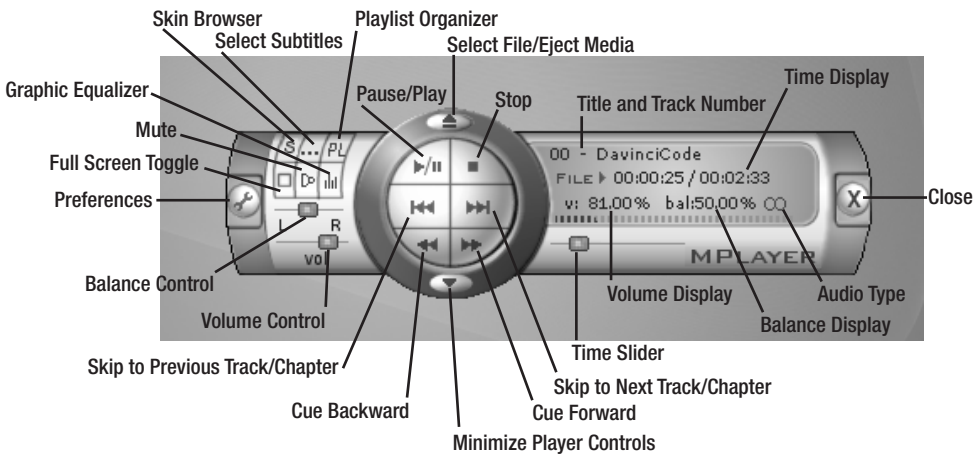 Skin Browser
Playlist Organizer
Select Subtitles
Select File/Eject Media
Time Display
Graphic Equalizer
Pause/Play
Stop
Title and Track Number
Mute
Full Screen Toggle
Preferences
S ... PL
L R
vol
00 - DavinciCode
FILE 00:00:25 / 00:02:33
v: 81.00% bal:50.00%
MPLAYER
X
Close
Balance Control
Volume Display
Audio Type
Volume Control
Balance Display
Time Slider
Skip to Previous Track/Chapter
Skip to Next Track/Chapter
Cue Backward
Cue Forward
Minimize Player Controls